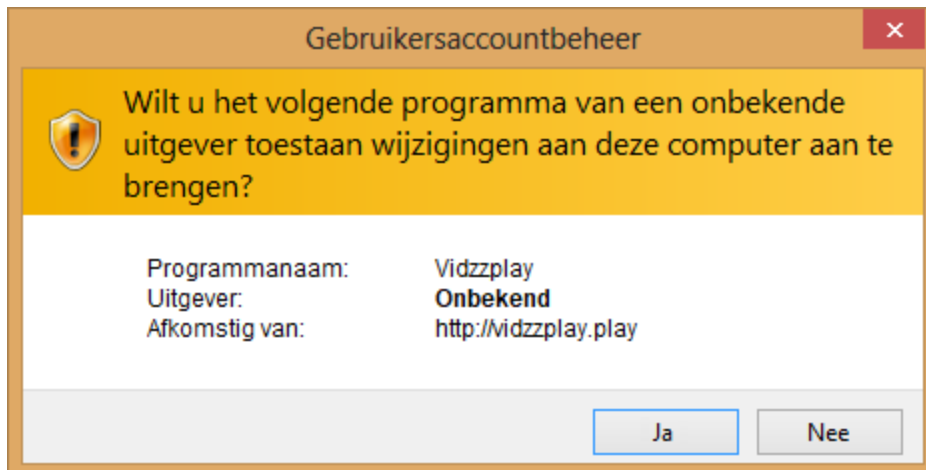 Gebruikersaccountbeheer
Wilt u het volgende programma van een onbekende
uitgever toestaan wijzigingen aan deze computer aan te
brengen?
Programmanaam: Vidzzplay
Uitgever: Onbekend
Afkomstig van: http://vidzzplay.play
Ja Nee